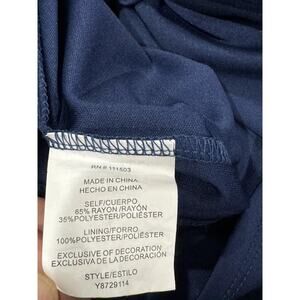 RN # 111503
MADE IN CHINA
HECHO EN CHINA
SELF/CUERPO
65% RAYON /RAYÓN
35%POLYESTER/POLIÉSTER
LINING/FORRO
100%POLYESTER/POLIÉSTER
EXCLUSIVE OF DECORATION
EXCLUSIVA DE LA DECORACIÓN
STYLE/ESTILO
Y8729114